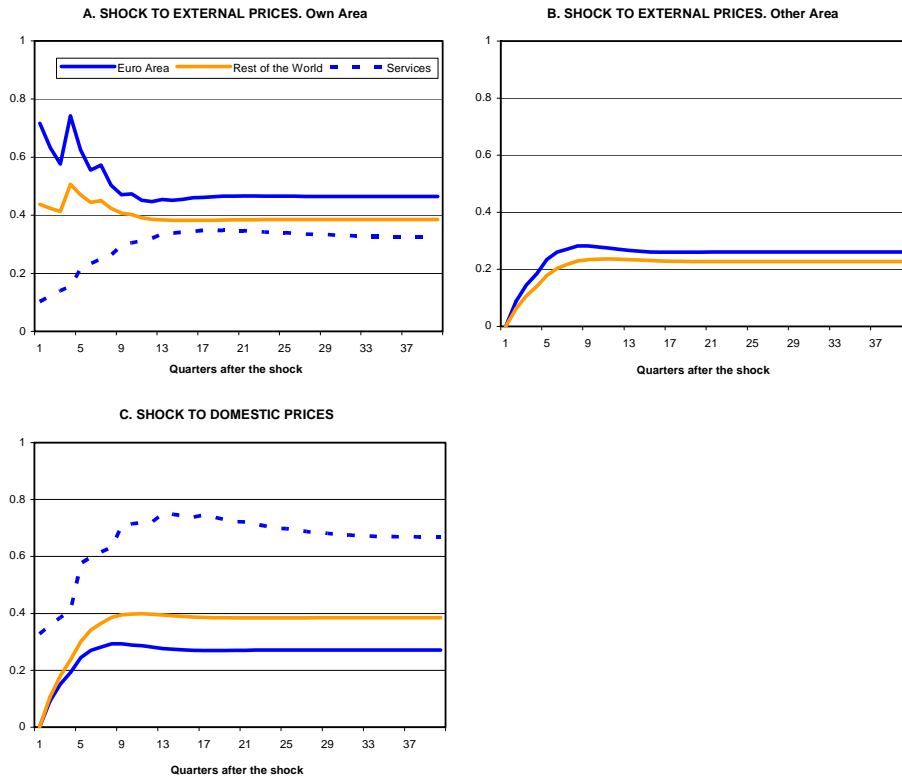 A. SHOCK TO EXTERNAL PRICES. Own Area
1
0.8
0.6
0.4
0.2
0
Euro Area Rest of the World Services
1 5 9 13 17 21 25 29 33 37
Quarters after the shock
B. SHOCK TO EXTERNAL PRICES. Other Area
1
0.8
0.6
0.4
0.2
0
1 5 9 13 17 21 25 29 33 37
Quarters after the shock
C. SHOCK TO DOMESTIC PRICES
1
0.8
0.6
0.4
0.2
0
1 5 9 13 17 21 25 29 33 37
Quarters after the shock